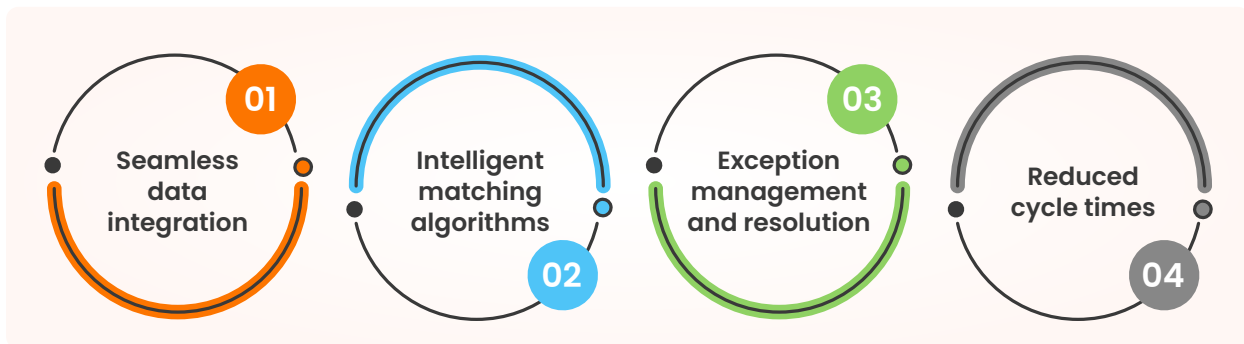 01
Seamless
data
integration
Intelligent
matching
algorithms
02
03
Exception
management
and resolution
Reduced
cycle times
04